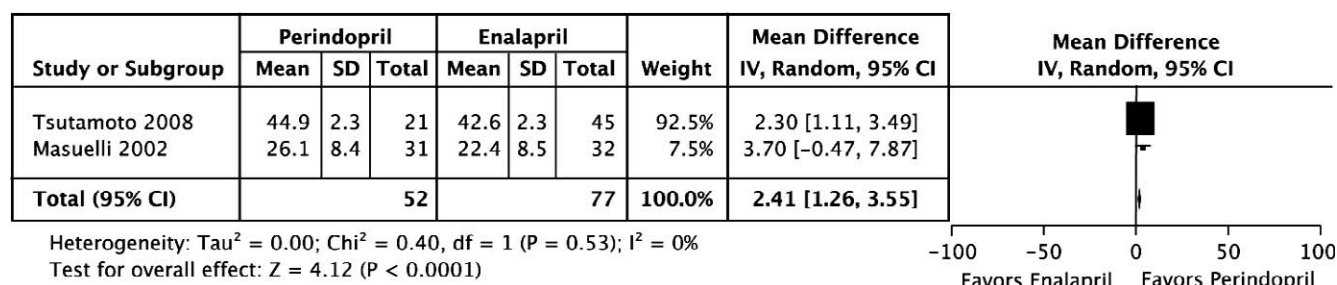 Perindopril Enalapril Mean Difference Mean Difference
Study or Subgroup Mean SD Total Mean SD Total Weight IV, Random, 95% CI IV, Random, 95% CI
Tsutamoto 2008 44.9 2.3 21 42.6 2.3 45 92.5% 2.30 [1.11, 3.49]
Masuelli 2002 26.1 8.4 31 22.4 8.5 32 7.5% 3.70 [-0.47, 7.87]
Total (95% CI) 52 77 100.0% 2.41 [1.26, 3.55]
Heterogeneity: Tau² = 0.00; Chi² = 0.40, df = 1 (P = 0.53); I² = 0%
Test for overall effect: Z = 4.12 (P < 0.0001)
-100 -50 0 50 100
Favors Enalapril Favors Perindopril